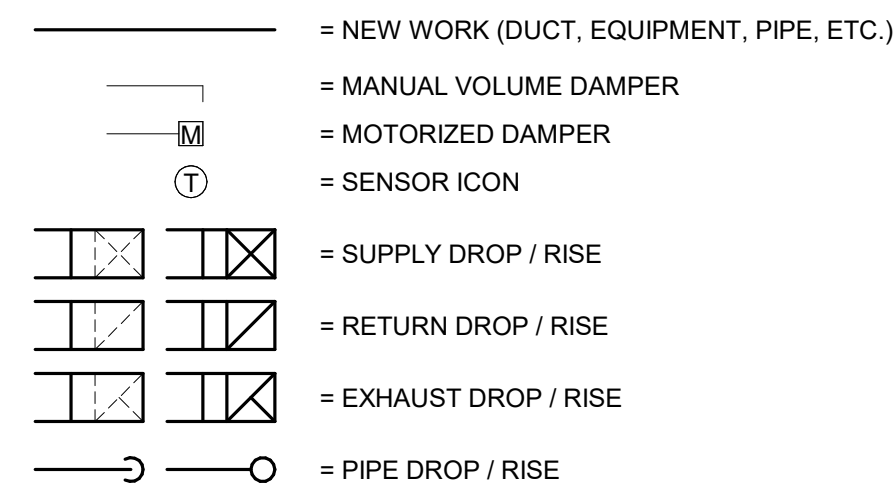 = NEW WORK (DUCT, EQUIPMENT, PIPE, ETC.)
= MANUAL VOLUME DAMPER
M = MOTORIZED DAMPER
T = SENSOR ICON
= SUPPLY DROP / RISE
= RETURN DROP / RISE
= EXHAUST DROP / RISE
= PIPE DROP / RISE